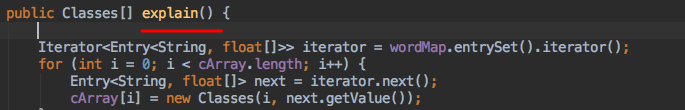 public Classes[] explain() {
Iterator<Entry<String, float[]>> iterator = wordMap.entrySet().iterator();
for (int i = 0; i < cArray.length; i++) {
Entry<String, float[]> next = iterator.next();
cArray[i] = new Classes(i, next.getValue());